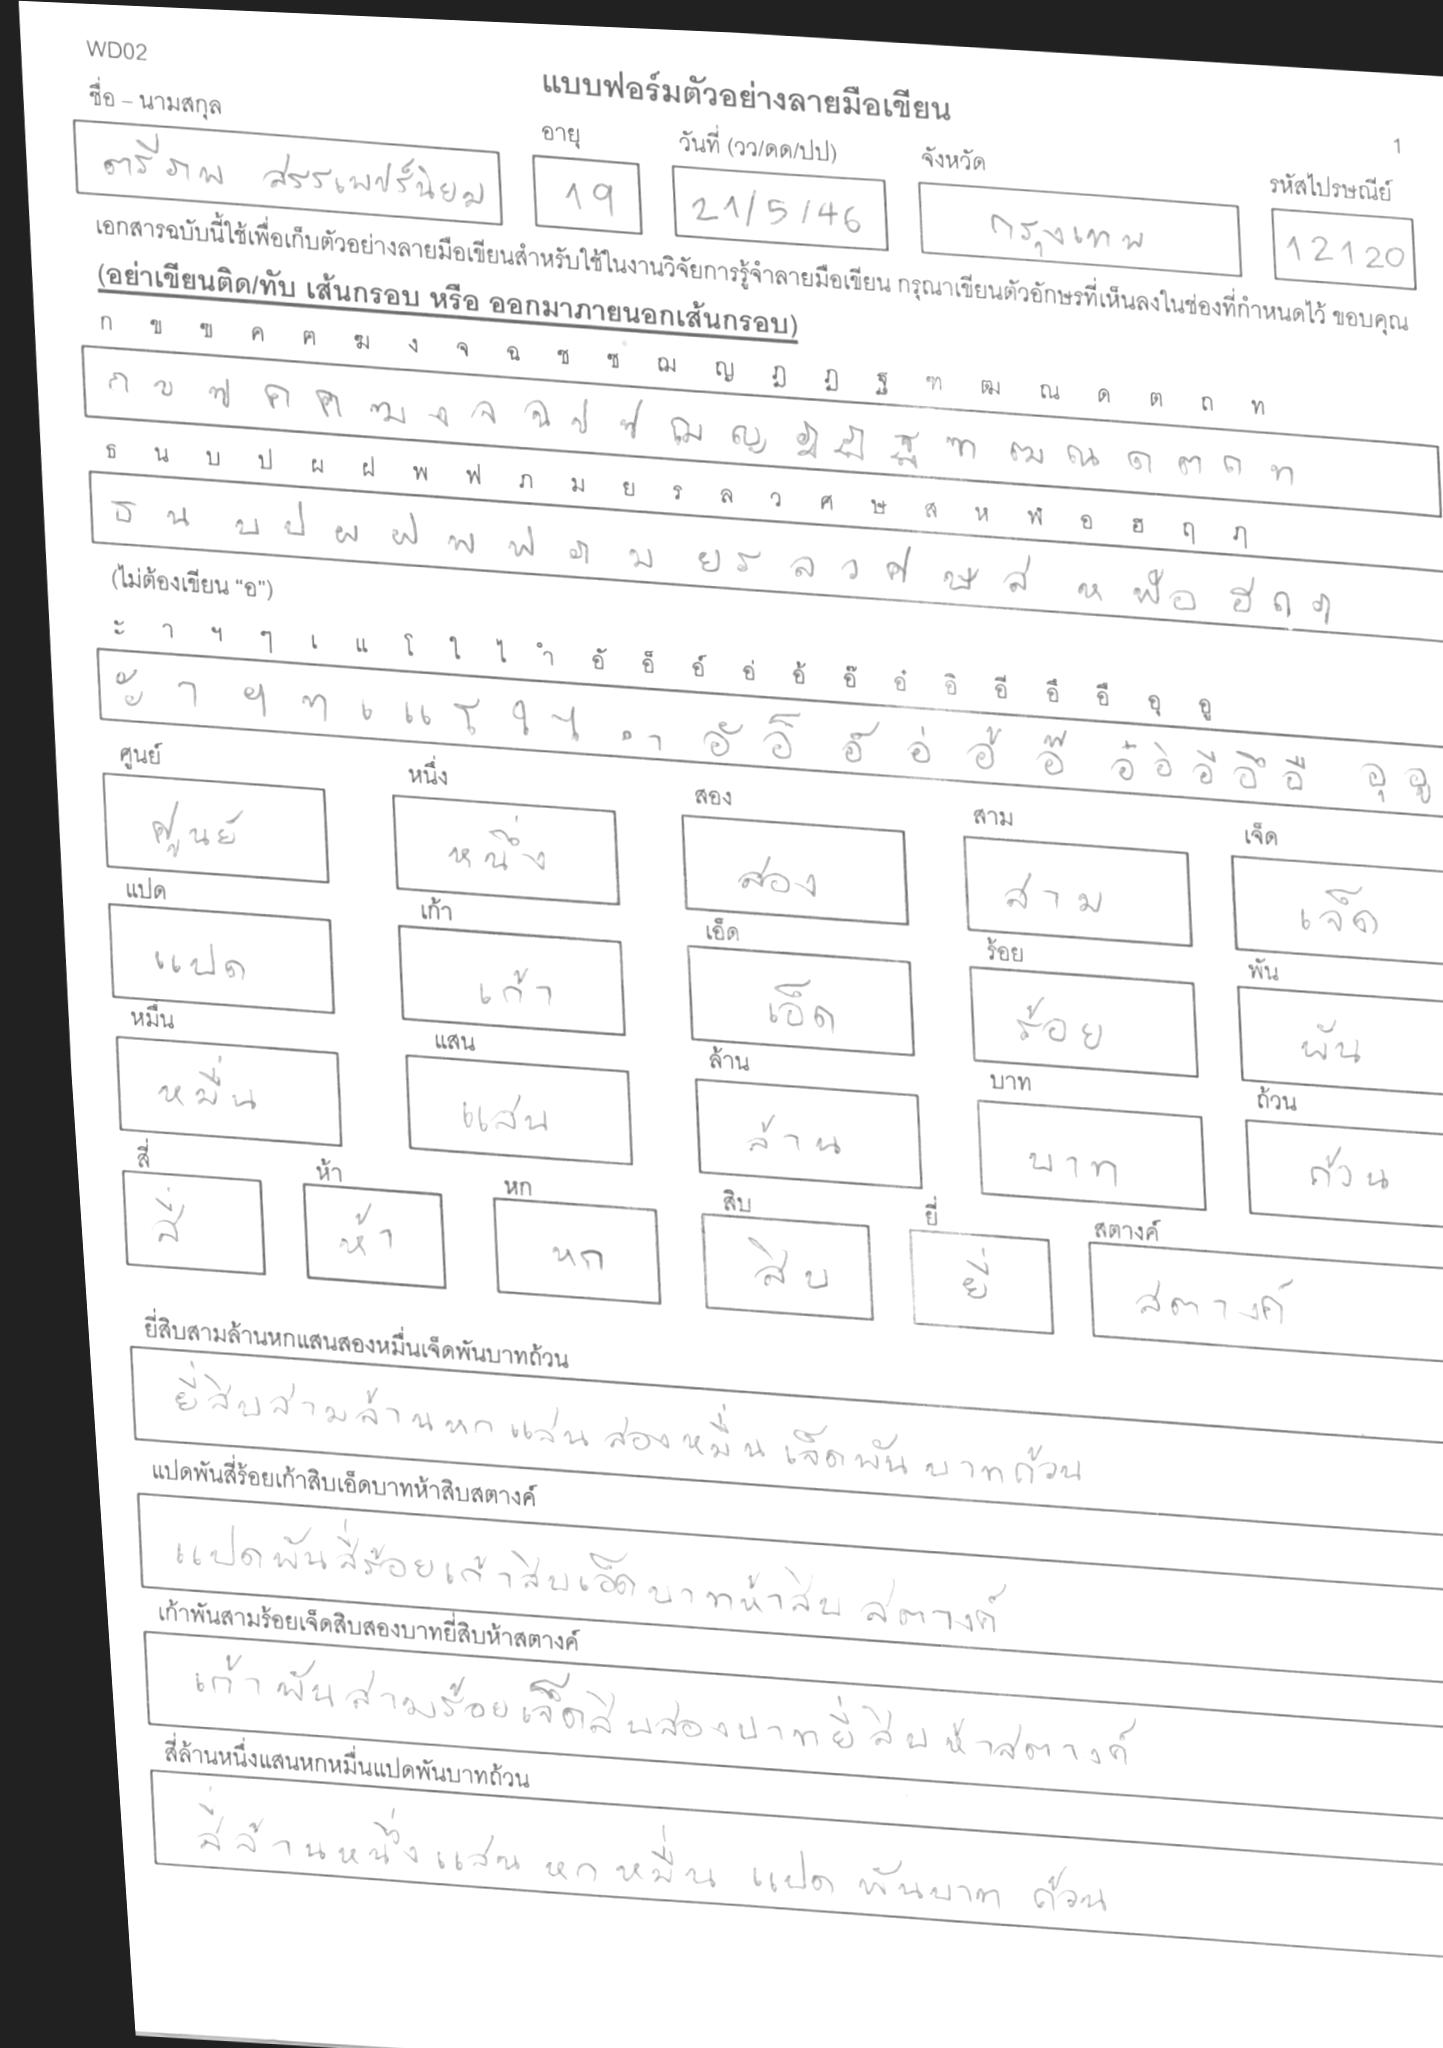 WD02
แบบฟอร์มตัวอย่างลายมือเขียน
1
ชื่อ – นามสกุล อายุ วันที่ (วว/ดด/ปป) จังหวัด รหัสไปรษณีย์
ตรีภพ 19 21/5/46 กรุงเทพ 12120
เอกสารฉบับนี้ใช้เพื่อเก็บตัวอย่างลายมือเขียนสำหรับใช้ในงานวิจัยการรู้จำลายมือเขียน กรุณาเขียนตัวอักษรที่เห็นลงในช่องที่กำหนดไว้ ขอบคุณ
(อย่าเขียนติด/ทับ เส้นกรอบ หรือ ออกมาภายนอกเส้นกรอบ)
ก ข ฃ ค ฅ ฆ ง จ ฉ ช ซ ฌ ญ ฎ ฏ ฐ ฑ ฒ ณ ด ต ถ ท
ก ข ฃ ค ฅ ฆ ง จ ฉ ช ซ ฌ ญ ฎ ฏ ฐ ฑ ฒ ณ ด ต ถ ท
ธ น บ ป ผ ฝ พ ฟ ภ ม ย ร ล ว ศ ษ ส ห ฬ อ ฮ ฤ ฦ
ธ น บ ป ผ ฝ พ ฟ ภ ม ย ร ล ว ศ ษ ส ห ฬ อ ฮ ฤ ฦ
(ไม่ต้องเขียน "อ")
ะ า ฯ ๆ เ แ โ ใ ไ ำ อั อ็ อ์ อ่ อ้ อ๊ อ๋ อิ อี อึ อื อุ อู
ะ า ฯ ๆ เ แ โ ใ ไ ำ อั อ็ อ์ อ่ อ้ อ๊ อ๋ อิ อี อึ อื อุ อู
ศูนย์ หนึ่ง สอง สาม เจ็ด
ศูนย์ หนึ่ง สอง สาม เจ็ด
แปด เก้า เอ็ด ร้อย พัน
แปด เก้า เอ็ด ร้อย พัน
หมื่น แสน ล้าน บาท ถ้วน
หมื่น แสน ล้าน บาท ถ้วน
สี่ ห้า หก สิบ ยี่ สตางค์
สี่ ห้า หก สิบ ยี่ สตางค์
ยี่สิบสามล้านหกแสนสองหมื่นเจ็ดพันบาทถ้วน
ยี่สิบสามล้านหกแสนสองหมื่นเจ็ดพันบาทถ้วน
แปดพันสี่ร้อยเก้าสิบเอ็ดบาทห้าสิบสตางค์
แปดพันสี่ร้อยเก้าสิบเอ็ดบาทห้าสิบสตางค์
เก้าพันสามร้อยเจ็ดสิบสองบาทยี่สิบห้าสตางค์
เก้าพันสามร้อยเจ็ดสิบสองบาทยี่สิบห้าสตางค์
สี่ล้านหนึ่งแสนหกหมื่นแปดพันบาทถ้วน
สี่ล้านหนึ่งแสนหกหมื่นแปดพันบาทถ้วน